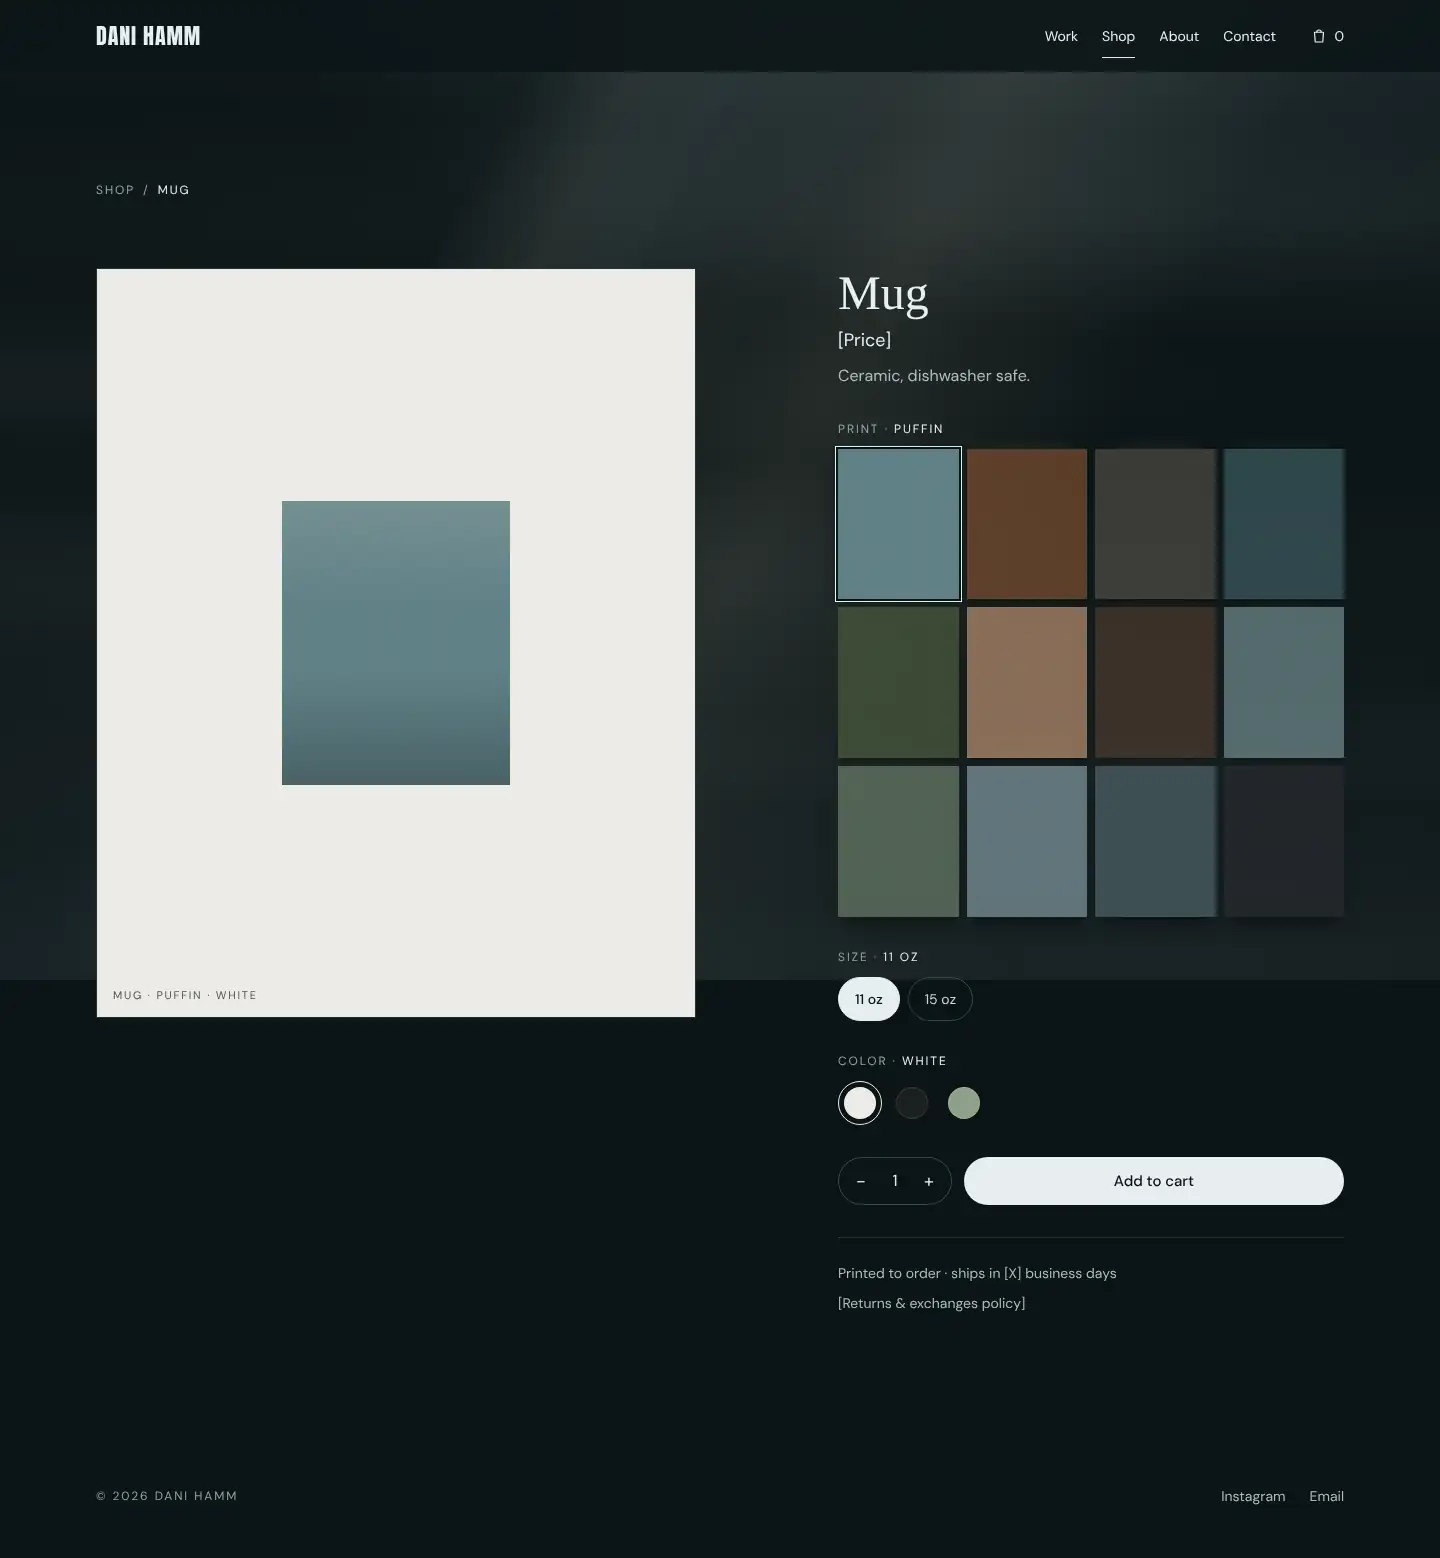 DANI HAMM
Work Shop About Contact 0
SHOP / MUG
Mug
[Price]
Ceramic, dishwasher safe.
PRINT · PUFFIN
MUG · PUFFIN · WHITE
SIZE · 11 OZ
11 oz 15 oz
COLOR · WHITE
− 1 + Add to cart
Printed to order · ships in [X] business days
[Returns & exchanges policy]
© 2026 DANI HAMM
Instagram Email